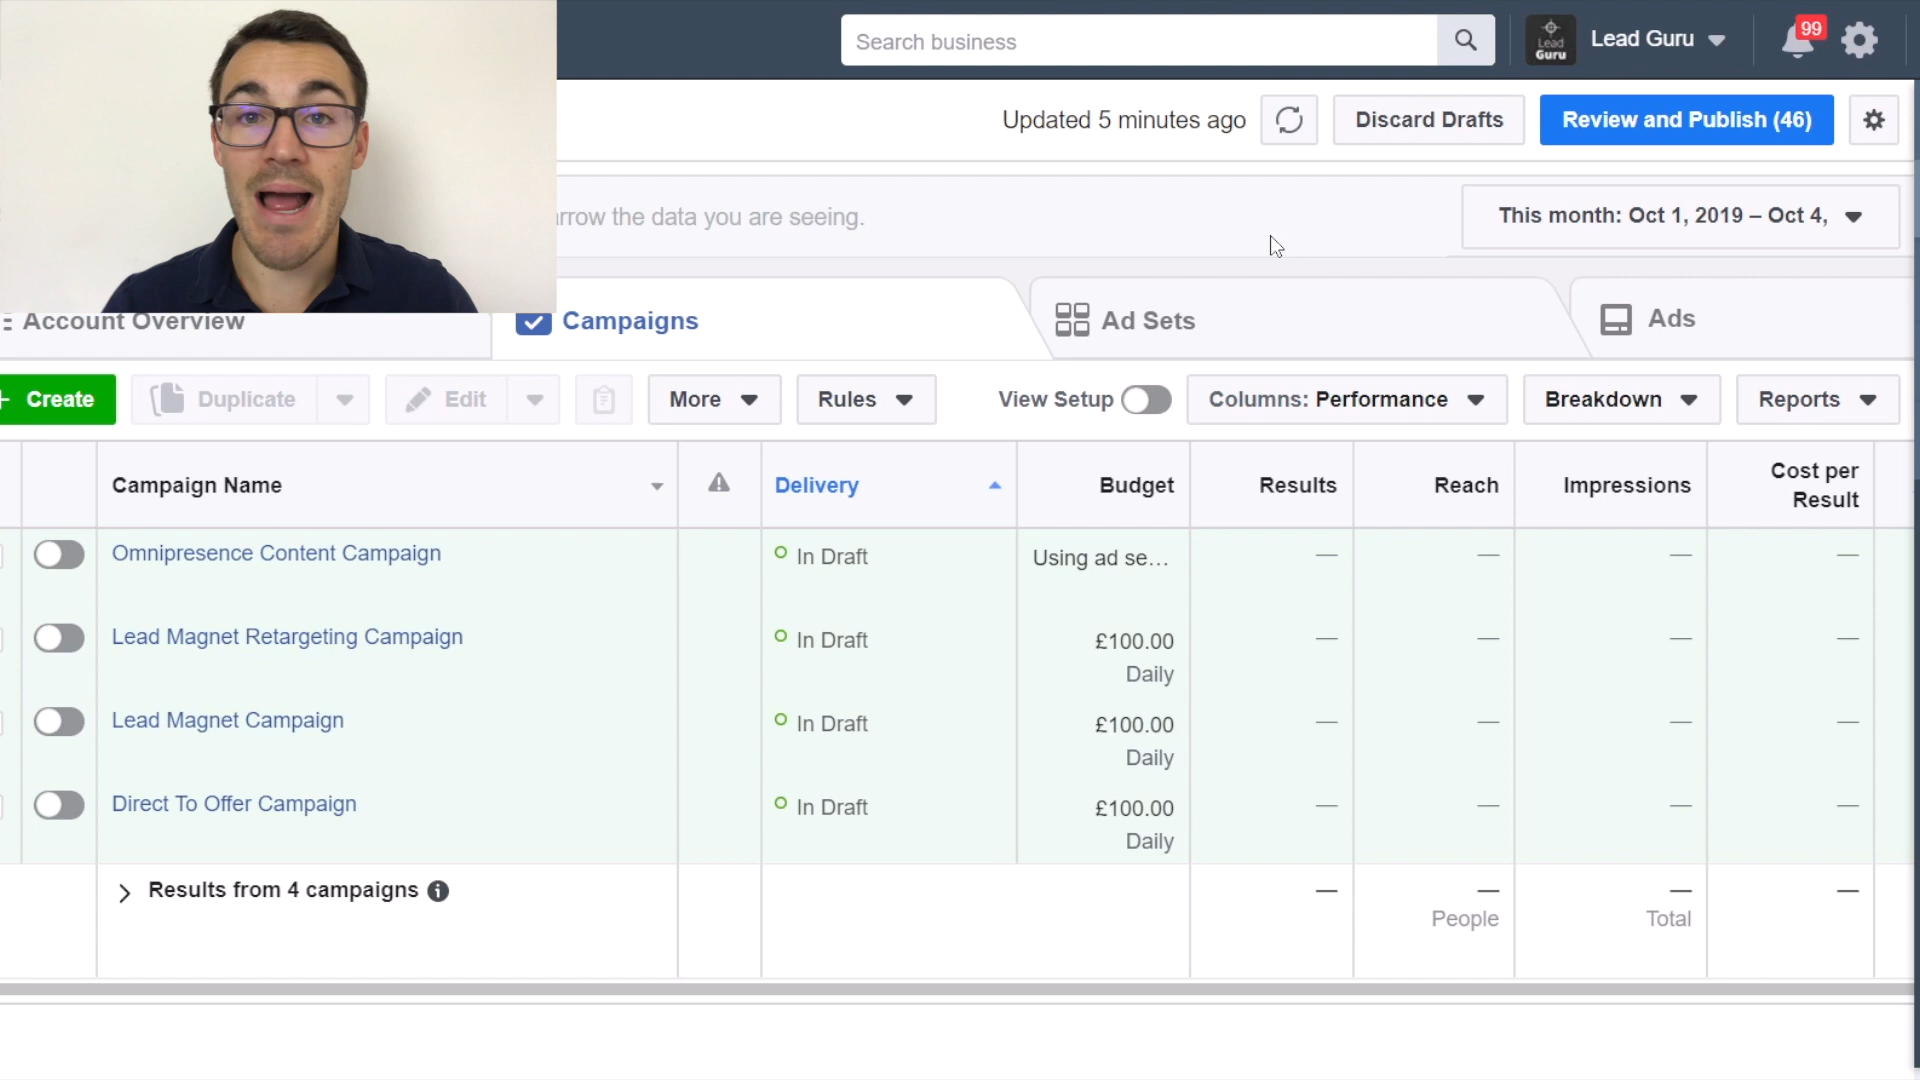 Search business
Lead
Guru
Lead Guru
99
Updated 5 minutes ago
Discard Drafts
Review and Publish (46)
the data you are seeing.
This month: Oct 1, 2019 – Oct 4,
Account Overview
Campaigns
Ad Sets
Ads
Create
Duplicate
Edit
More
Rules
View Setup
Columns: Performance
Breakdown
Reports
Campaign Name
Delivery
Budget
Results
Reach
Impressions
Cost per
Result
Omnipresence Content Campaign
In Draft
Using ad se...
—
—
—
—
Lead Magnet Retargeting Campaign
In Draft
£100.00
Daily
—
—
—
—
Lead Magnet Campaign
In Draft
£100.00
Daily
—
—
—
—
Direct To Offer Campaign
In Draft
£100.00
Daily
—
—
—
—
Results from 4 campaigns
—
—
People
—
Total
—